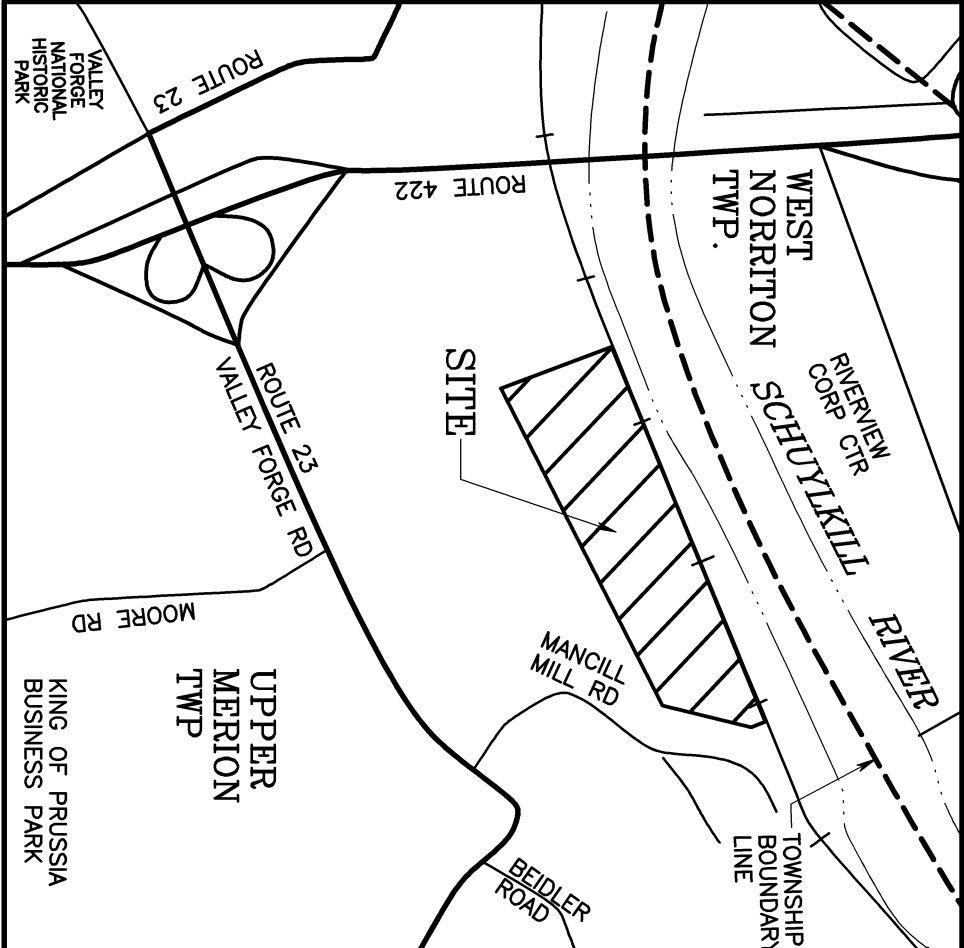 WEST
NORRITON
TWP.
RIVERVIEW
CORP CTR
SCHUYLKILL
RIVER
TOWNSHIP
BOUNDARY
LINE
SITE
ROUTE 422
ROUTE 23
VALLEY
FORGE
NATIONAL
HISTORIC
PARK
ROUTE 23
VALLEY FORGE RD
MOORE RD
MANCILL
MILL RD
UPPER
MERION
TWP
BEIDLER
ROAD
KING OF PRUSSIA
BUSINESS PARK